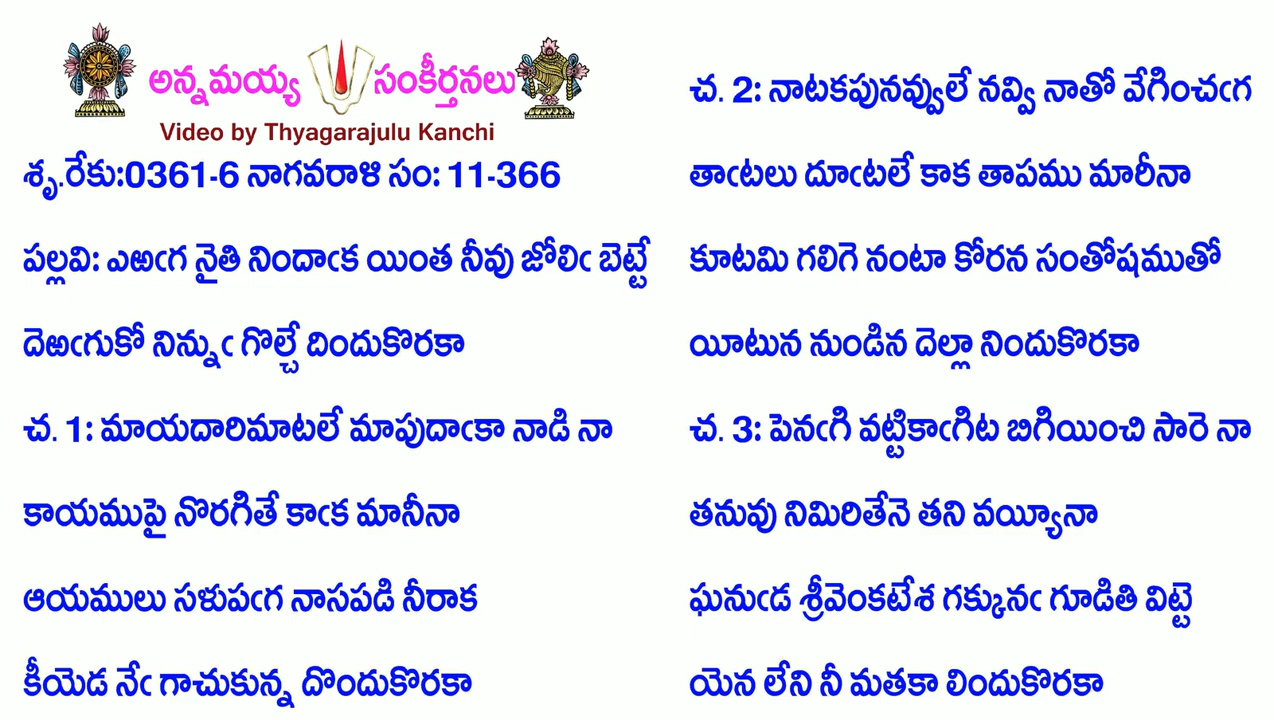 అన్నమయ్య సంకీర్తనలు
Video by Thyagarajulu Kanchi
శృ.రేకు:0361-6 నాగవరాళి సం: 11-366
పల్లవి: ఎఱఁగ నైతి నిందాఁక యింత నీవు జోలిఁ బెట్టే
దెఱఁగుకో నిన్నుఁ గొల్చే దిందుకొరకా
చ. 1: మాయదారిమాటలే మాపుదాఁకా నాడి నా
కాయముపై నొరగితే కాఁక మానీనా
ఆయములు సళుపఁగ నాసపడి నీరాక
కీయెడ నేఁ గాచుకున్న దొందుకొరకా
చ. 2: నాటకపునవ్వులే నవ్వి నాతో వేగించఁగ
తాఁటలు దూఁటలే కాక తాపము మారీనా
కూటమి గలిగె నంటా కోరన సంతోషముతో
యీటున నుండిన దెల్లా నిందుకొరకా
చ. 3: పెనఁగి వట్టికాఁగిట బిగియించి సారె నా
తనువు నిమిరితేనె తని వయ్యీనా
ఘనుఁడ శ్రీవెంకటేశ గక్కునఁ గూడితి విట్టె
యెన లేని నీ మతకా లిందుకొరకా